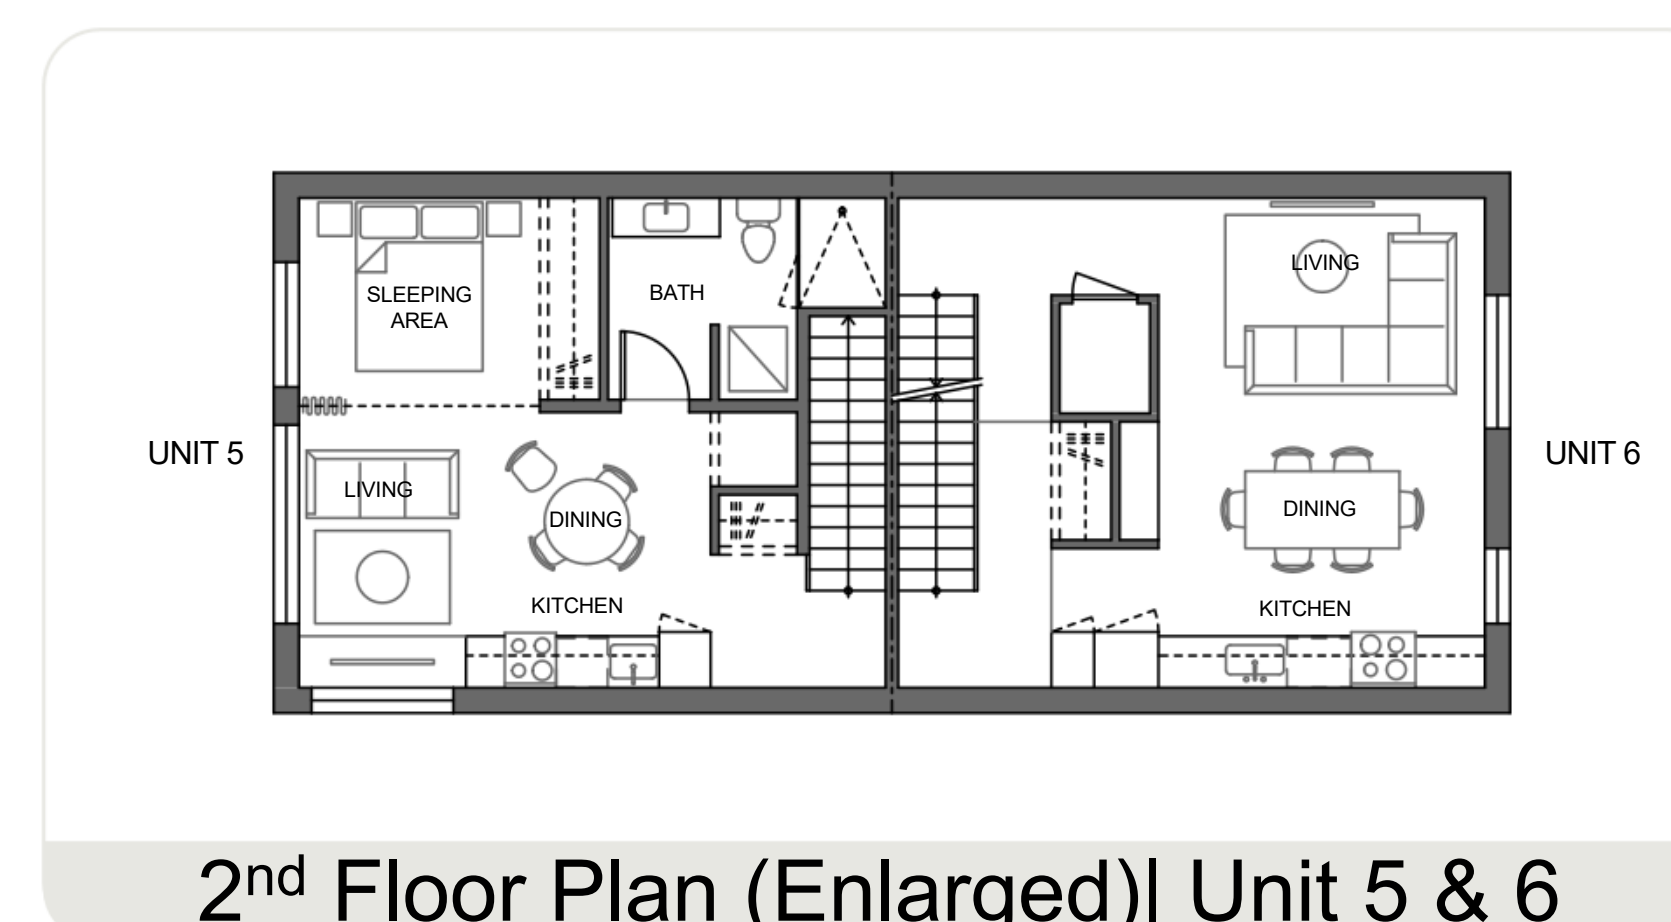 SLEEPING
AREA
BATH
LIVING
UNIT 5
LIVING
DINING
KITCHEN
UNIT 6
DINING
KITCHEN
2nd Floor Plan (Enlarged)| Unit 5 & 6